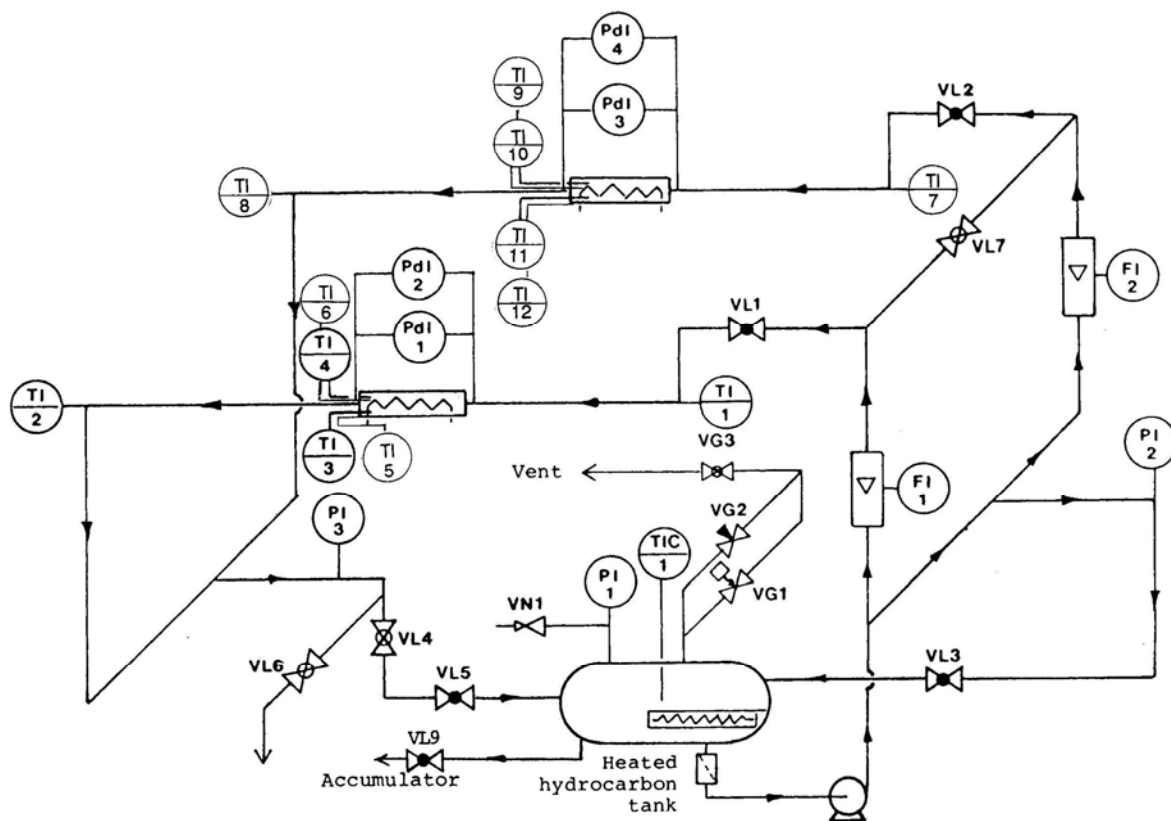 PdI
4
TI
9
PdI
3
VL2
TI
10
TI
8
TI
7
TI
11
VL7
FI
2
PdI
2
TI
12
TI
6
VL1
PdI
1
TI
4
TI
2
TI
1
TI
3
TI
5
VG3
PI
2
Vent
FI
1
PI
3
VG2
TIC
1
PI
1
VG1
VN1
VL4
VL6
VL3
VL5
VL9
Accumulator
Heated
hydrocarbon
tank